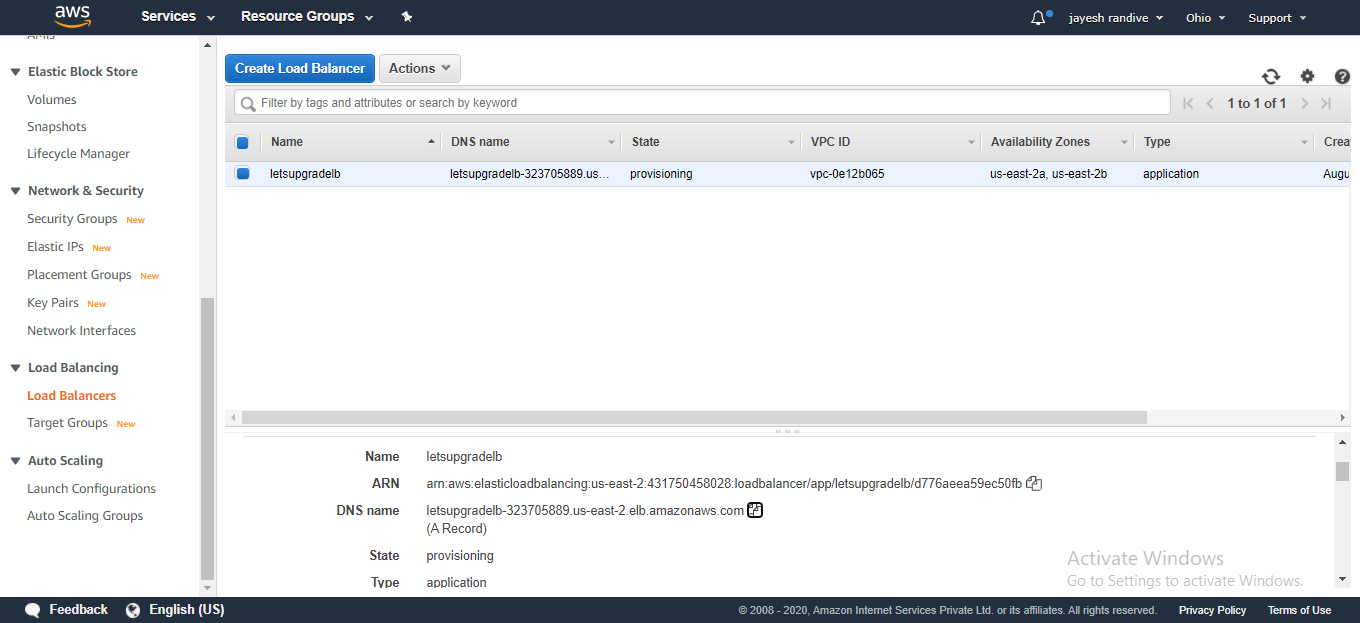 aws Services Resource Groups jayesh randive Ohio Support
AMIs
Elastic Block Store
Volumes
Snapshots
Lifecycle Manager
Network & Security
Security Groups New
Elastic IPs New
Placement Groups New
Key Pairs New
Network Interfaces
Load Balancing
Load Balancers
Target Groups New
Auto Scaling
Launch Configurations
Auto Scaling Groups
Create Load Balancer Actions
Filter by tags and attributes or search by keyword 1 to 1 of 1
Name DNS name State VPC ID Availability Zones Type Crea
letsupgradelb letsupgradelb-323705889.us... provisioning vpc-0e12b065 us-east-2a, us-east-2b application Augu
Name letsupgradelb
ARN arn:aws:elasticloadbalancing:us-east-2:431750458028:loadbalancer/app/letsupgradelb/d776aeea59ec50fb
DNS name letsupgradelb-323705889.us-east-2.elb.amazonaws.com
(A Record)
State provisioning
Type application
Activate Windows
Go to Settings to activate Windows.
Feedback English (US) © 2008 - 2020, Amazon Internet Services Private Ltd. or its affiliates. All rights reserved. Privacy Policy Terms of Use